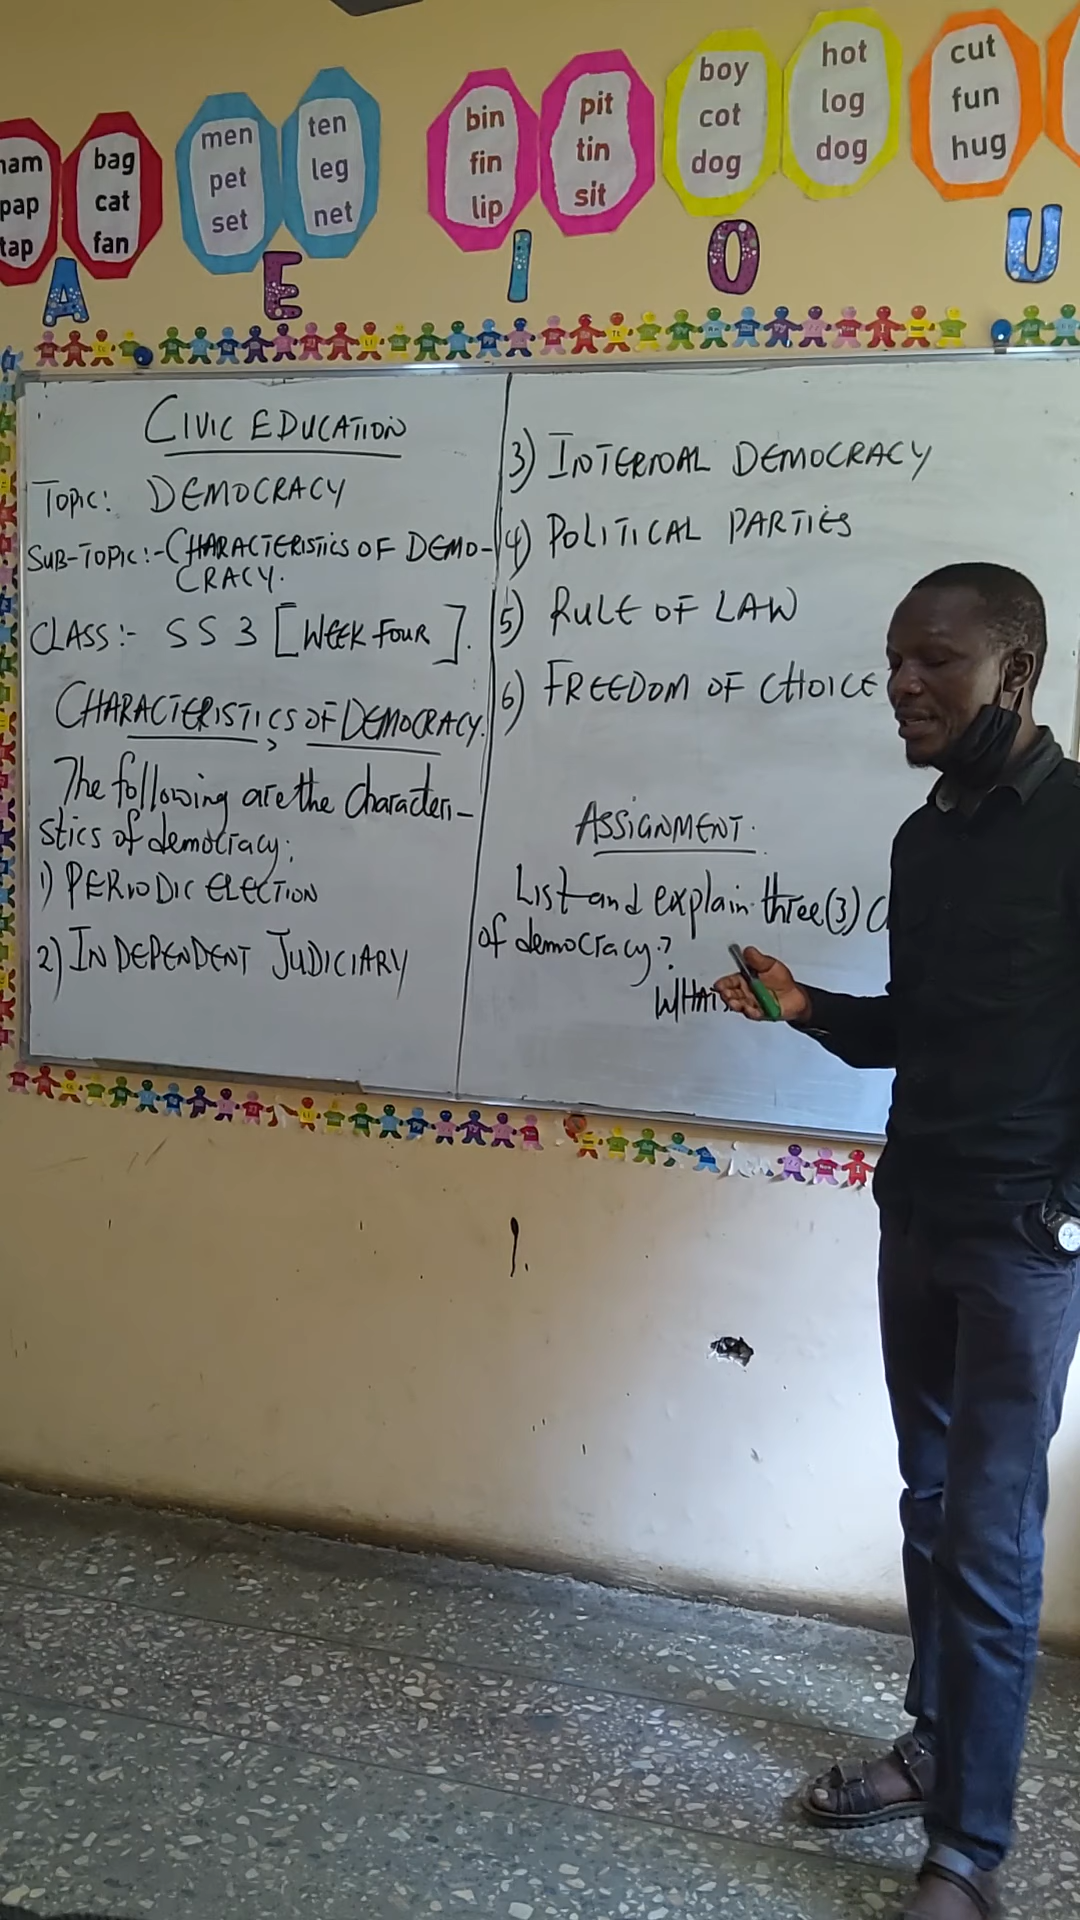 ham
pap
tap
bag
cat
fan
men
pet
set
ten
leg
net
bin
fin
lip
pit
tin
sit
boy
cot
dog
hot
log
dog
cut
fun
hug
A
E
I
O
U
CIVIC EDUCATION
TOPIC: DEMOCRACY
SUB-TOPIC:- CHARACTERISTICS OF DEMO-
CRACY.
CLASS:- SS 3 [WEEK FOUR].
CHARACTERISTICS OF DEMOCRACY.
The following are the characteri-
stics of democracy;
1) PERIODIC ELECTION
2) INDEPENDENT JUDICIARY
3) INTERNAL DEMOCRACY
4) POLITICAL PARTIES
5) RULE OF LAW
6) FREEDOM OF CHOICE
ASSIGNMENT.
List and explain three (3) C
of democracy?